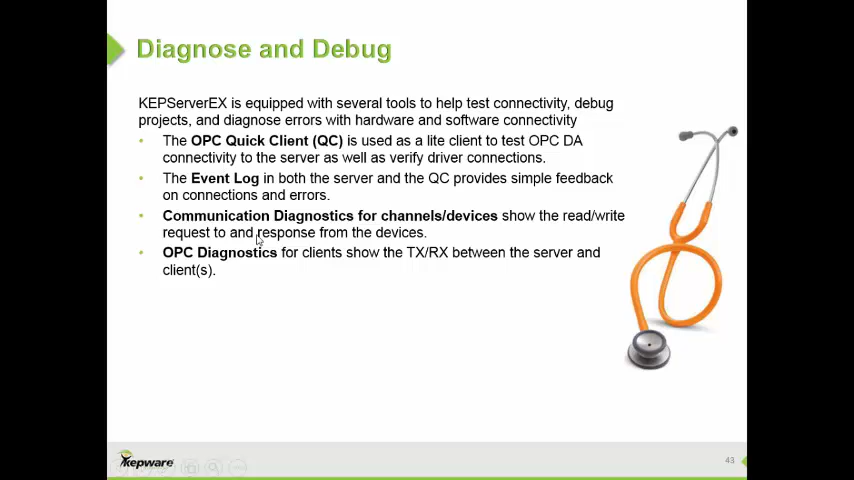 Diagnose and Debug
KEPServerEX is equipped with several tools to help test connectivity, debug
projects, and diagnose errors with hardware and software connectivity
• The OPC Quick Client (QC) is used as a lite client to test OPC DA
connectivity to the server as well as verify driver connections.
• The Event Log in both the server and the QC provides simple feedback
on connections and errors.
• Communication Diagnostics for channels/devices show the read/write
request to and response from the devices.
• OPC Diagnostics for clients show the TX/RX between the server and
client(s).
kepware
43